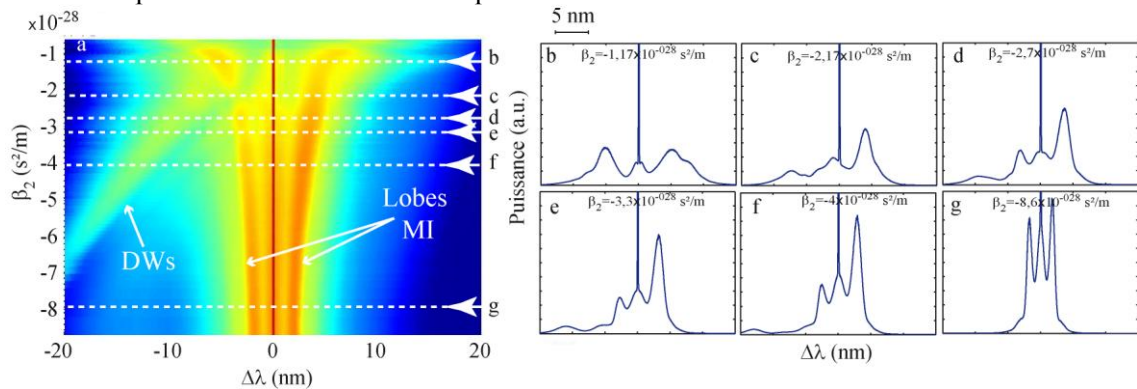 5 nm
x10⁻²⁸
a
-1
-2
-3
-4
-5
-6
-7
-8
β₂ (s²/m)
b
c
d
e
f
g
DWs
Lobes
MI
-20
-10
0
10
20
Δλ (nm)
Puissance (a.u.)
b
β₂=-1,17x10⁻⁰²⁸ s²/m
c
β₂=-2,17x10⁻⁰²⁸ s²/m
d
β₂=-2,7x10⁻⁰²⁸ s²/m
e
β₂=-3,3x10⁻⁰²⁸ s²/m
f
β₂=-4x10⁻⁰²⁸ s²/m
g
β₂=-8,6x10⁻⁰²⁸ s²/m
Δλ (nm)